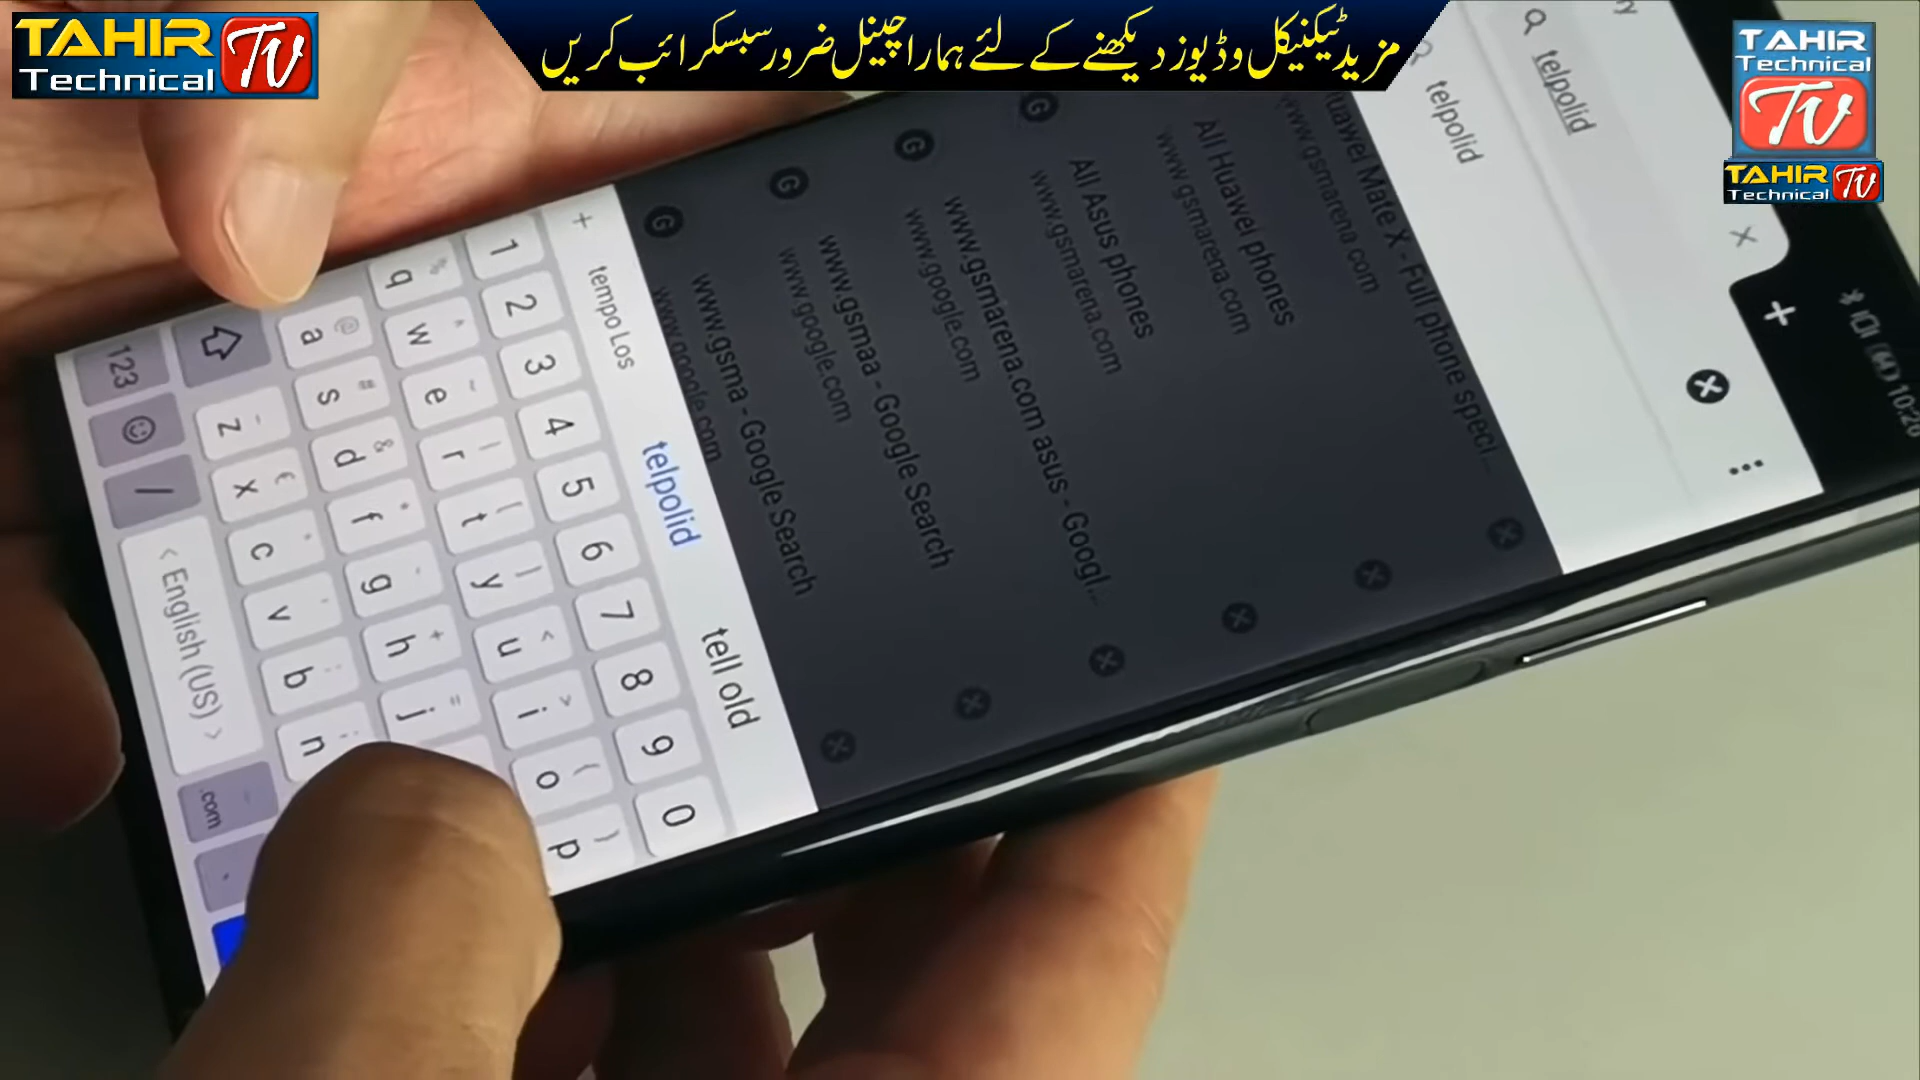 TAHIR
Technical TV
مزید ٹیکنیکل وڈیوز دیکھنے کے لئے ہمارا چینل ضرور سبسکرائب کریں
TAHIR
Technical
TV
TAHIR
Technical TV
10:20
telpolid
telpolid
Huawei Mate X - Full phone speci...
www.gsmarena.com
All Huawei phones
www.gsmarena.com
All Asus phones
www.gsmarena.com
www.gsmarena.com asus - Googl...
www.google.com
www.gsmaa - Google Search
www.google.com
www.gsma - Google Search
www.google.com
+ tempo Los telpolid tell old
1 2 3 4 5 6 7 8 9 0
q w e r t y u i o p
a s d f g h j
z x c v b n
123 / < English (US) > .com